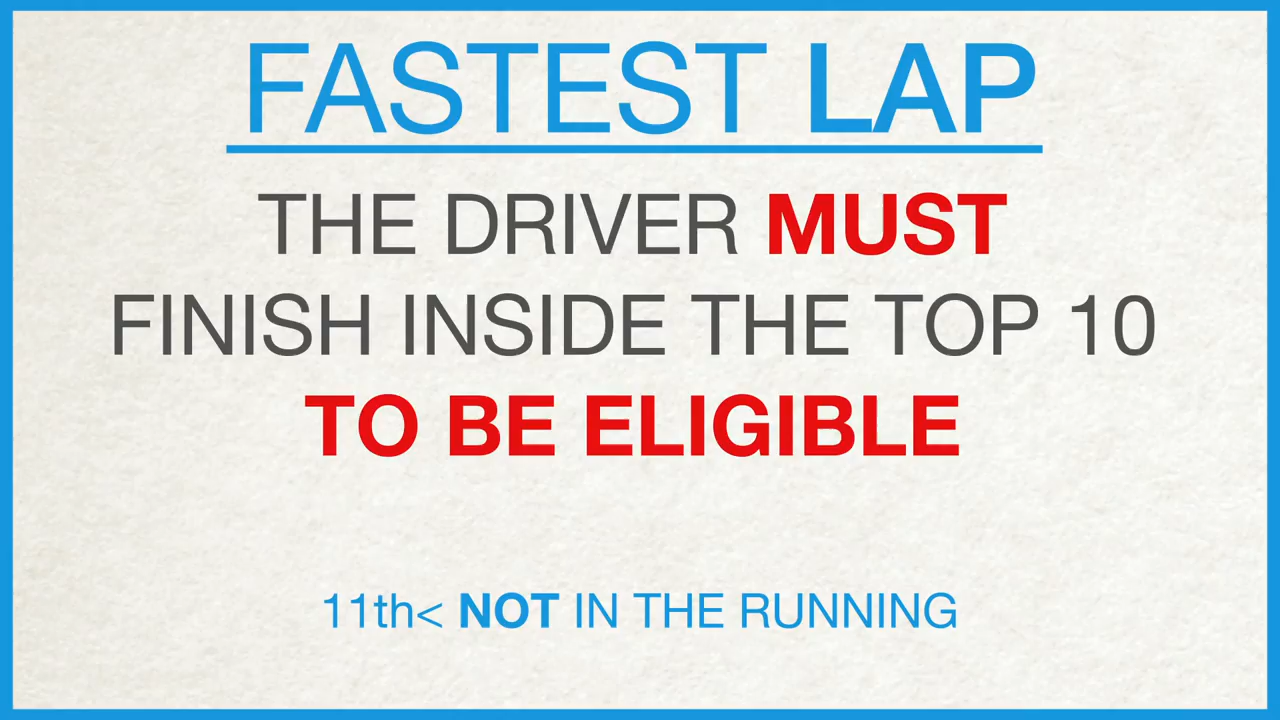 FASTEST LAP
THE DRIVER MUST
FINISH INSIDE THE TOP 10
TO BE ELIGIBLE
11th< NOT IN THE RUNNING